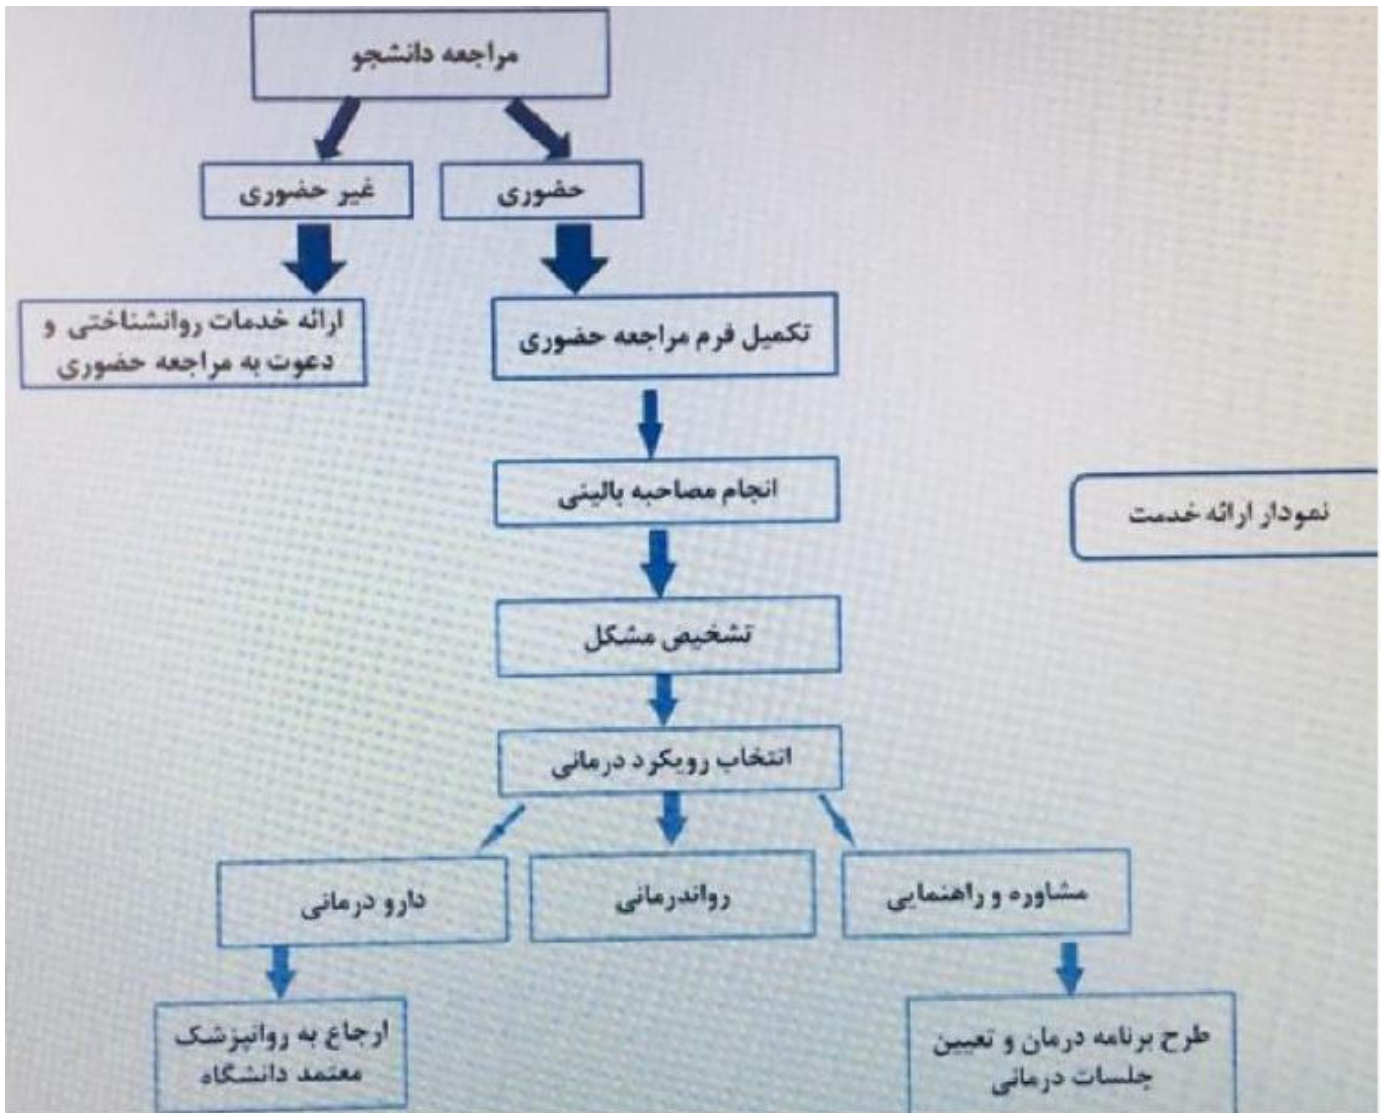 مراجعه دانشجو
حضوری
غیر حضوری
تکمیل فرم مراجعه حضوری
ارائه خدمات روانشناختی و
دعوت به مراجعه حضوری
انجام مصاحبه بالینی
نمودار ارائه خدمت
تشخیص مشکل
انتخاب رویکرد درمانی
مشاوره و راهنمایی
رواندرمانی
دارو درمانی
طرح برنامه درمان و تعیین
جلسات درمانی
ارجاع به روانپزشک
معتمد دانشگاه